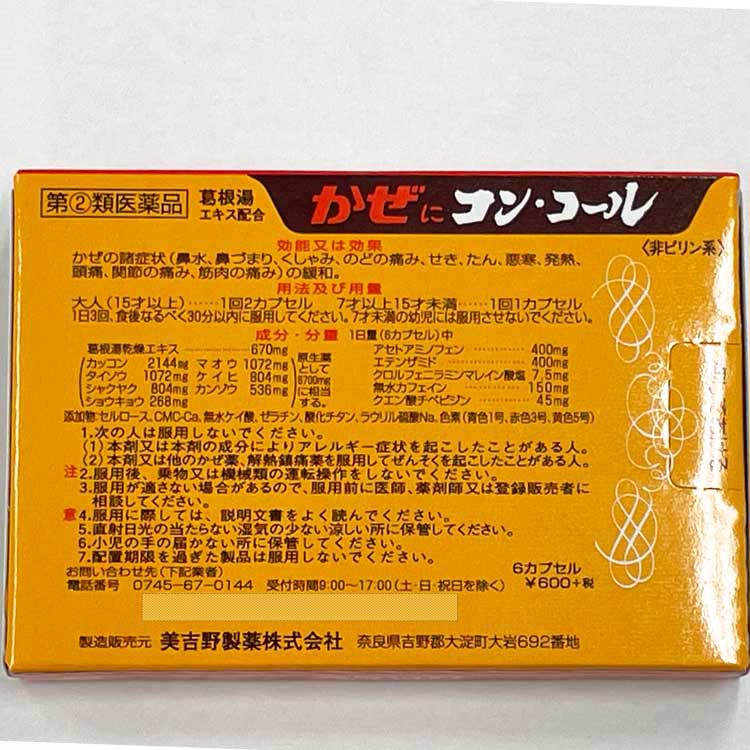 指②類医薬品 葛根湯エキス配合 かぜに コン・コール
効能又は効果 〈非ピリン系〉
かぜの諸症状(鼻水、鼻づまり、くしゃみ、のどの痛み、せき、たん、悪寒、発熱、
頭痛、関節の痛み、筋肉の痛み)の緩和。
用法及び用量
大人(15才以上)……1回2カプセル 7才以上15才未満……1回1カプセル
1日3回、食後なるべく30分以内に服用してください。7才未満の幼児には服用させないでください。
成分・分量 1日量(6カプセル)中
葛根湯乾燥エキス 670mg
カッコン 2144mg マオウ 1072mg
タイソウ 1072mg ケイヒ 804mg
シャクヤク 804mg カンゾウ 536mg
ショウキョウ 268mg
原生薬
として
6700mg
に相当
する。
アセトアミノフェン 400mg
エテンザミド 400mg
クロルフェニラミンマレイン酸塩 7.5mg
無水カフェイン 150mg
クエン酸チペピジン 45mg
添加物:セルロース、CMC-Ca、無水ケイ酸、ゼラチン、酸化チタン、ラウリル硫酸Na、色素(青色1号、赤色3号、黄色5号)
注意
1.次の人は服用しないでください。
(1)本剤又は本剤の成分によりアレルギー症状を起こしたことがある人。
(2)本剤又は他のかぜ薬、解熱鎮痛薬を服用してぜんそくを起こしたことがある人。
2.服用後、乗物又は機械類の運転操作をしないでください。
3.服用が適さない場合があるので、服用前に医師、薬剤師又は登録販売者に
相談してください。
4.服用に際しては、説明文書をよく読んでください。
5.直射日光の当たらない湿気の少ない涼しい所に保管してください。
6.小児の手の届かない所に保管してください。
7.配置期限を過ぎた製品は服用しないでください。
お問い合わせ先(下記業者)
電話番号 0745-67-0144 受付時間9:00~17:00(土・日・祝日を除く)
6カプセル
¥600+税
製造販売元 美吉野製薬株式会社 奈良県吉野郡大淀町大岩692番地